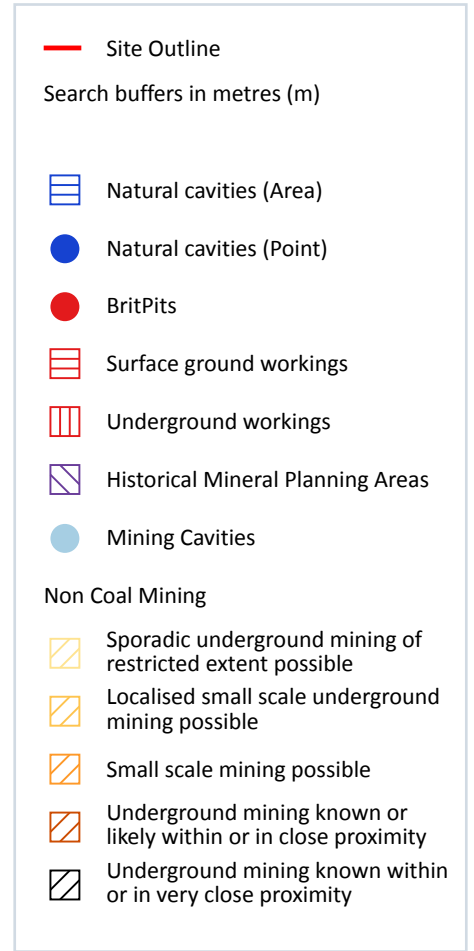 Site Outline
Search buffers in metres (m)
Natural cavities (Area)
Natural cavities (Point)
BritPits
Surface ground workings
Underground workings
Historical Mineral Planning Areas
Mining Cavities
Non Coal Mining
Sporadic underground mining of
restricted extent possible
Localised small scale underground
mining possible
Small scale mining possible
Underground mining known or
likely within or in close proximity
Underground mining known within
or in very close proximity